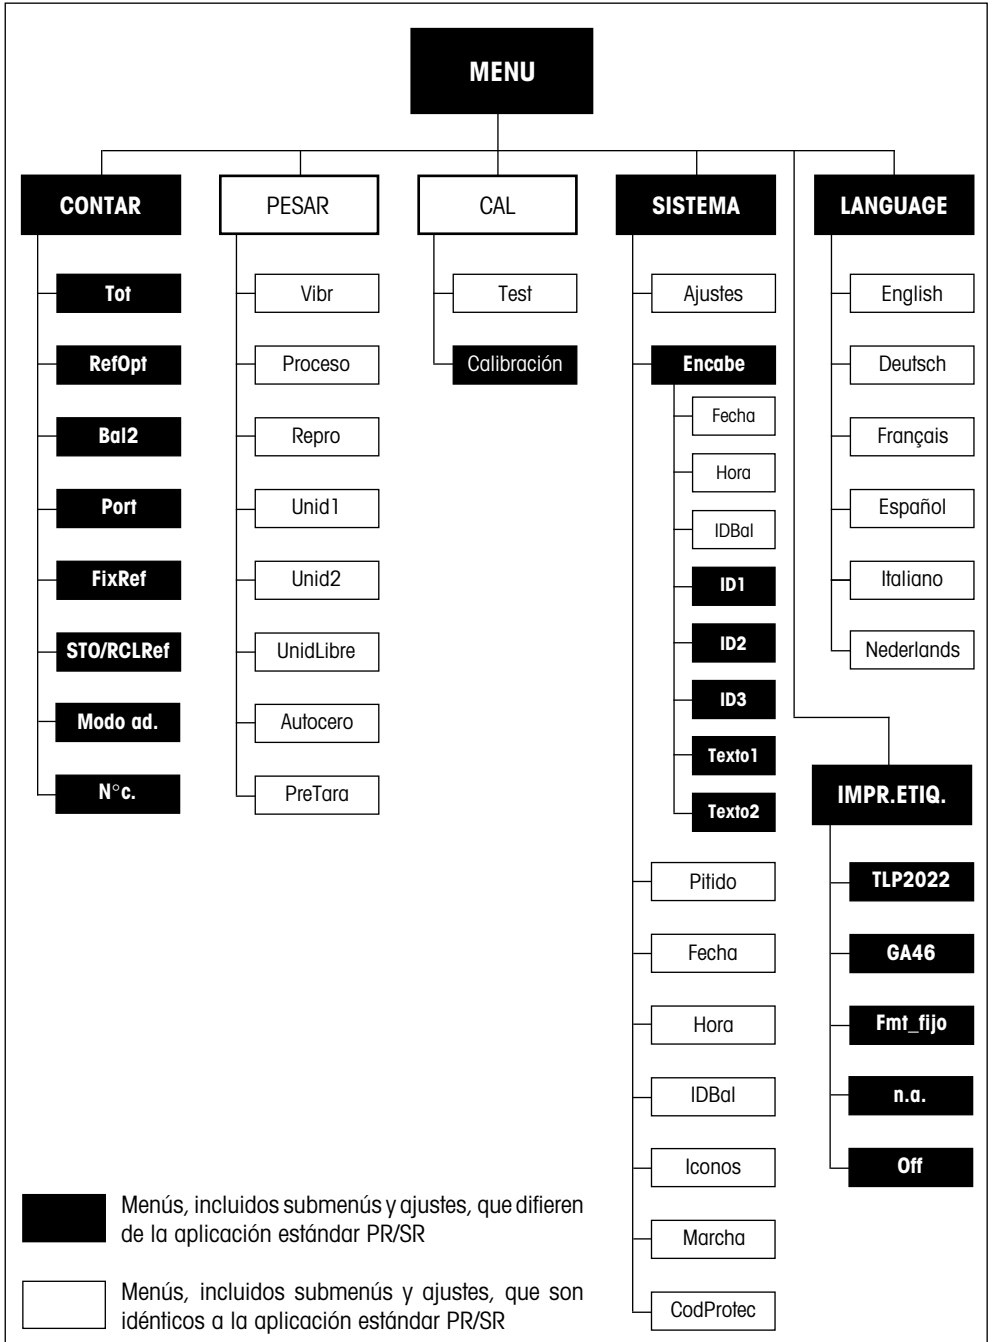 MENU
CONTAR
PESAR
CAL
SISTEMA
LANGUAGE
Tot
RefOpt
Bal2
Port
FixRef
STO/RCLRef
Modo ad.
N°c.
Vibr
Proceso
Repro
Unid1
Unid2
UnidLibre
Autocero
PreTara
Test
Calibración
Ajustes
Encabe
Fecha
Hora
IDBal
ID1
ID2
ID3
Texto1
Texto2
Pitido
Fecha
Hora
IDBal
Iconos
Marcha
CodProtec
English
Deutsch
Français
Español
Italiano
Nederlands
IMPR.ETIQ.
TLP2022
GA46
Fmt_fijo
n.a.
Off
Menús, incluidos submenús y ajustes, que difieren
de la aplicación estándar PR/SR
Menús, incluidos submenús y ajustes, que son
idénticos a la aplicación estándar PR/SR